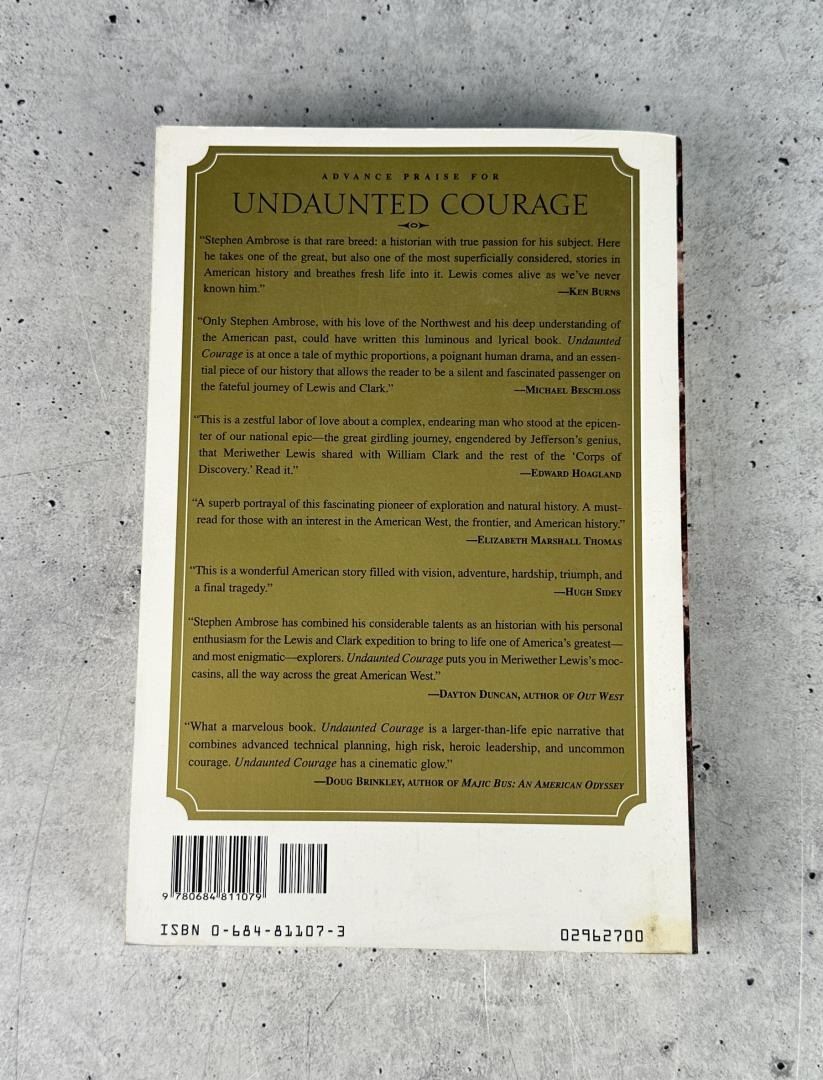 ADVANCE PRAISE FOR
UNDAUNTED COURAGE
“Stephen Ambrose is that rare breed: a historian with true passion for his subject. Here
he takes one of the great, but also one of the most superficially considered, stories in
American history and breathes fresh life into it. Lewis comes alive as we’ve never
known him.” —KEN BURNS
“Only Stephen Ambrose, with his love of the Northwest and his deep understanding of
the American past, could have written this luminous and lyrical book. Undaunted
Courage is at once a tale of mythic proportions, a poignant human drama, and an essen-
tial piece of our history that allows the reader to be a silent and fascinated passenger on
the fateful journey of Lewis and Clark.” —MICHAEL BESCHLOSS
“This is a zestful labor of love about a complex, endearing man who stood at the epicen-
ter of our national epic—the great girdling journey, engendered by Jefferson’s genius,
that Meriwether Lewis shared with William Clark and the rest of the ‘Corps of
Discovery.’ Read it.” —EDWARD HOAGLAND
“A superb portrayal of this fascinating pioneer of exploration and natural history. A must-
read for those with an interest in the American West, the frontier, and American history.”
—ELIZABETH MARSHALL THOMAS
“This is a wonderful American story filled with vision, adventure, hardship, triumph, and
a final tragedy.” —HUGH SIDEY
“Stephen Ambrose has combined his considerable talents as an historian with his personal
enthusiasm for the Lewis and Clark expedition to bring to life one of America’s greatest—
and most enigmatic—explorers. Undaunted Courage puts you in Meriwether Lewis’s moc-
casins, all the way across the great American West.”
—DAYTON DUNCAN, AUTHOR OF OUT WEST
“What a marvelous book. Undaunted Courage is a larger-than-life epic narrative that
combines advanced technical planning, high risk, heroic leadership, and uncommon
courage. Undaunted Courage has a cinematic glow.”
—DOUG BRINKLEY, AUTHOR OF MAJIC BUS: AN AMERICAN ODYSSEY
9 780684 811079
ISBN 0-684-81107-3 02962700